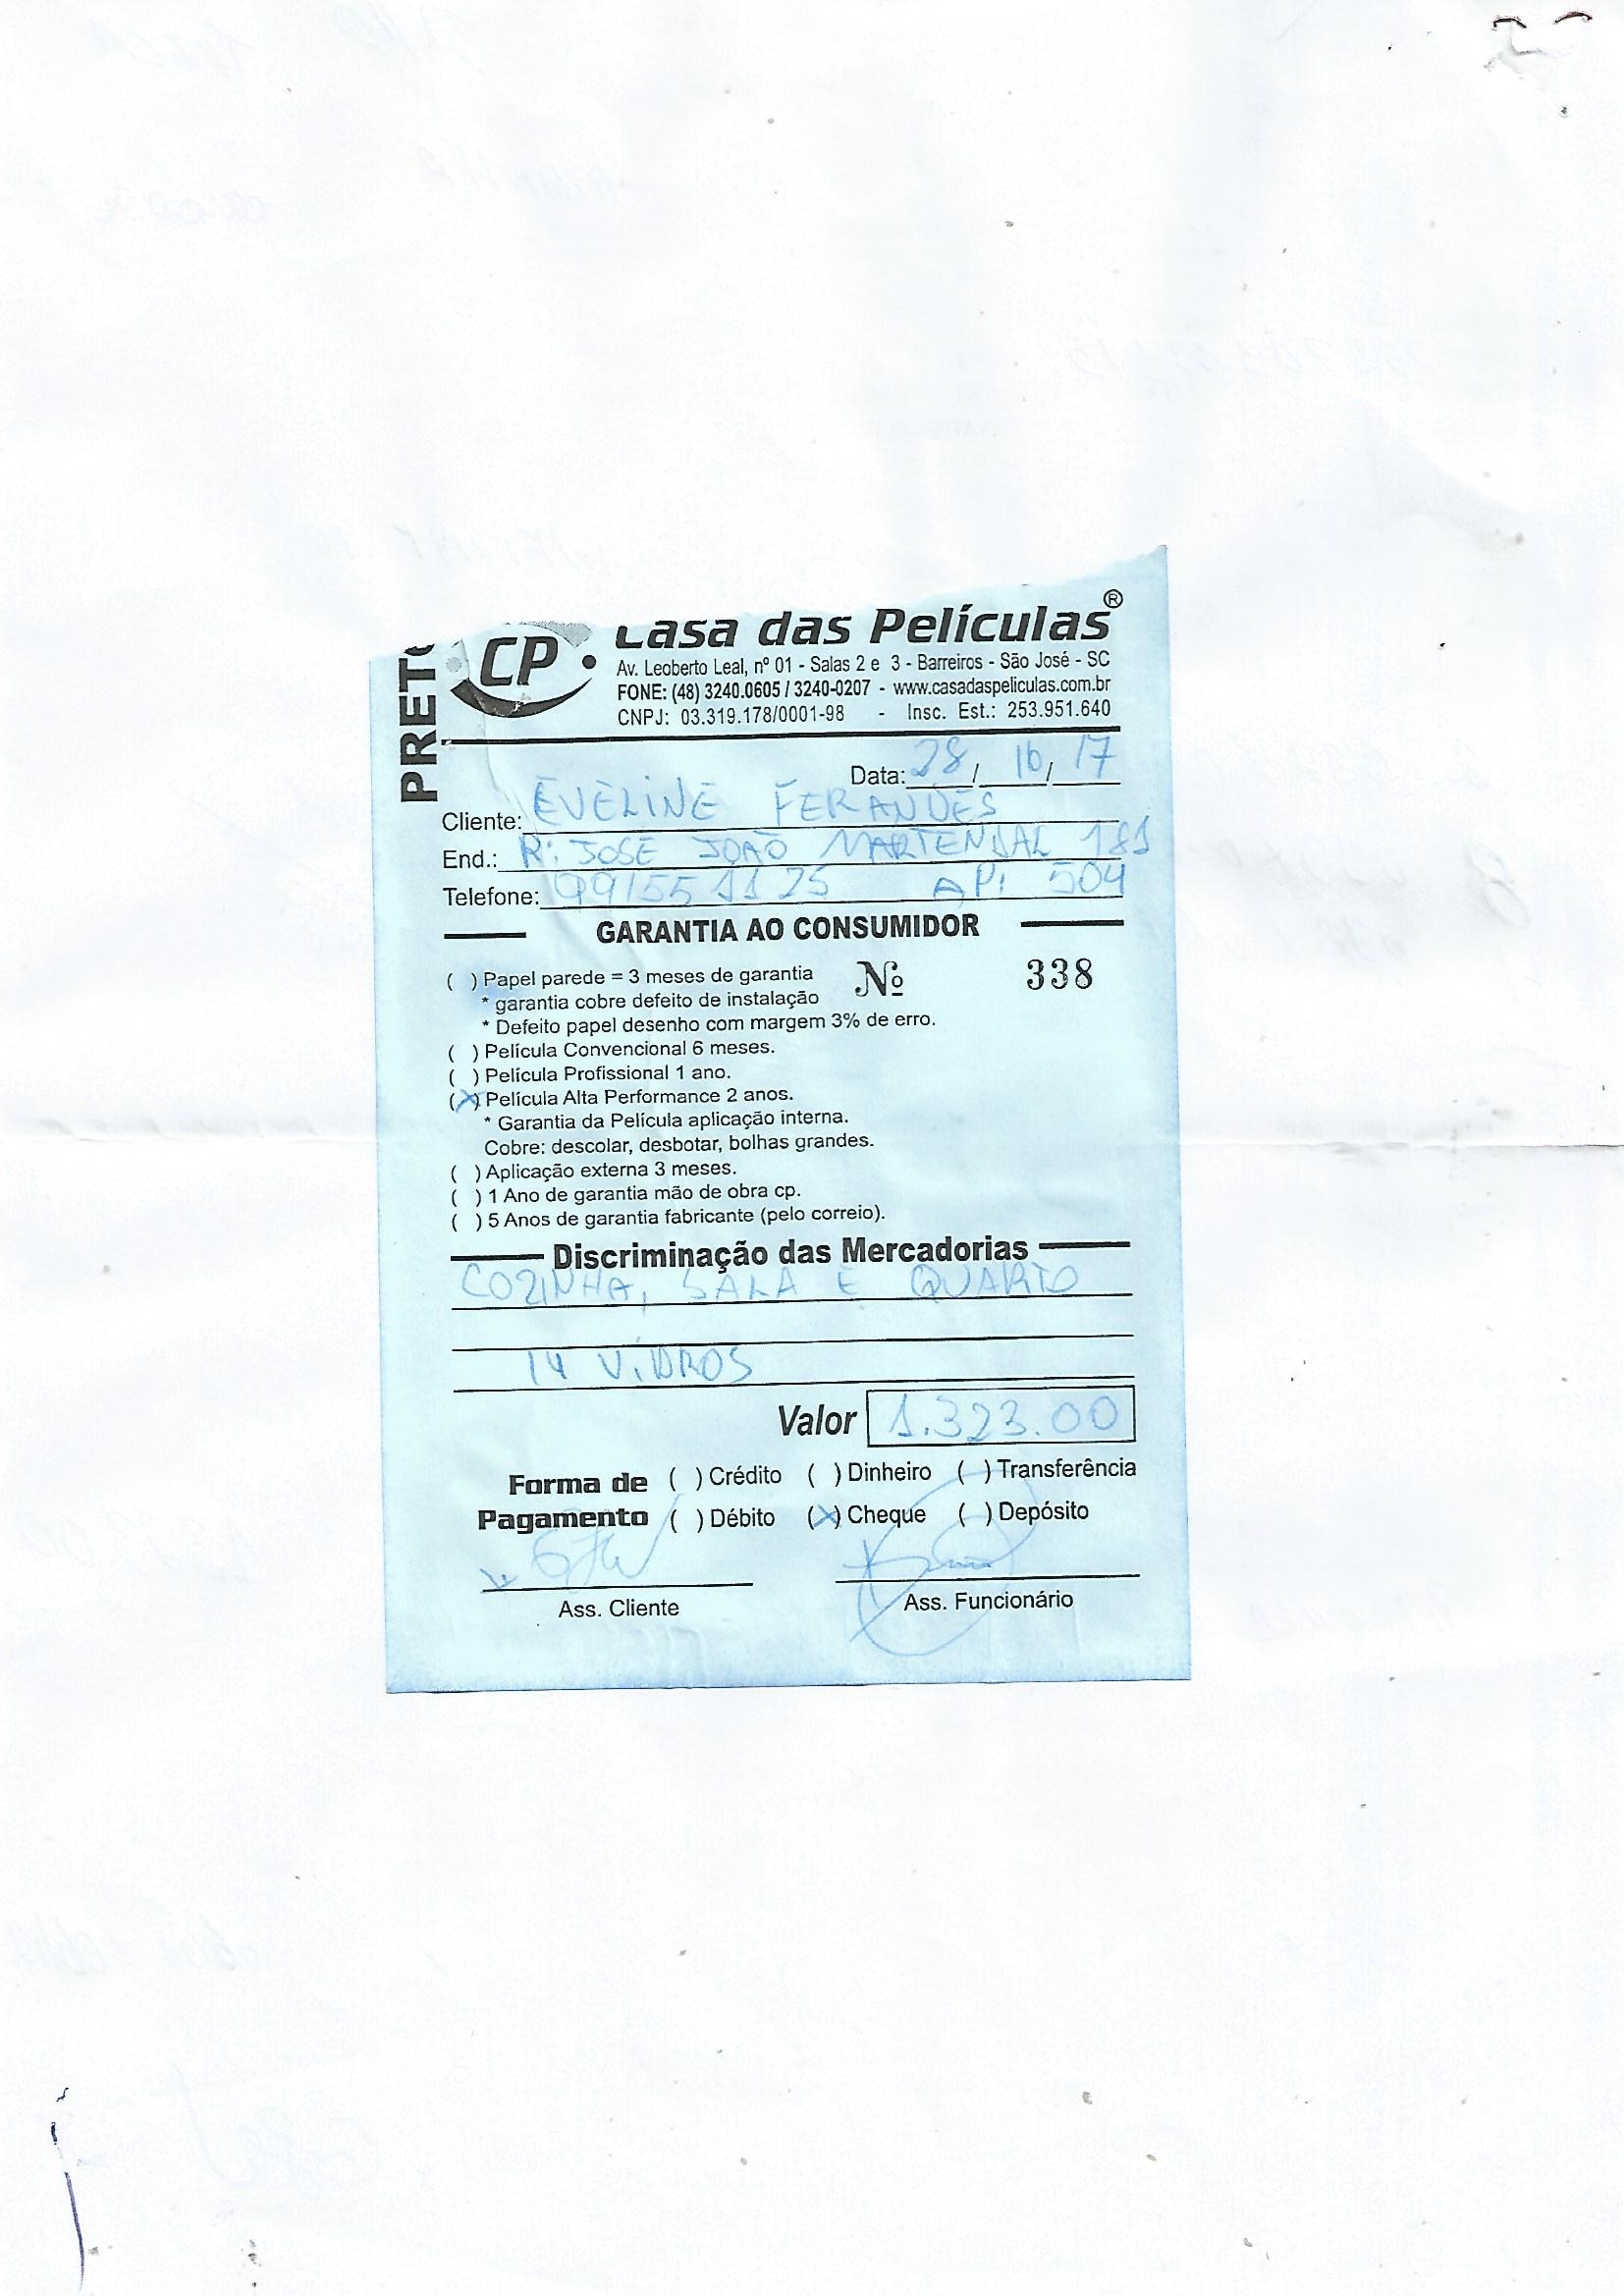 PRETO
CP
Casa das Películas®
Av. Leoberto Leal, nº 01 - Salas 2 e 3 - Barreiros - São José - SC
FONE: (48) 3240.0605 / 3240-0207 - www.casadaspeliculas.com.br
CNPJ: 03.319.178/0001-98 - Insc. Est.: 253.951.640
Data: 28/10/17
Cliente: EVELINE FERANDES
End.: R: JOSE JOÃO MARTENDAL 181
Telefone: 99155 1125 AP: 504
GARANTIA AO CONSUMIDOR
( ) Papel parede = 3 meses de garantia Nº 338
* garantia cobre defeito de instalação
* Defeito papel desenho com margem 3% de erro.
( ) Película Convencional 6 meses.
( ) Película Profissional 1 ano.
(X) Película Alta Performance 2 anos.
* Garantia da Película aplicação interna.
Cobre: descolar, desbotar, bolhas grandes.
( ) Aplicação externa 3 meses.
( ) 1 Ano de garantia mão de obra cp.
( ) 5 Anos de garantia fabricante (pelo correio).
Discriminação das Mercadorias
COZINHA, SALA E QUARTO
14 VIDROS
Valor 1.323.00
Forma de ( ) Crédito ( ) Dinheiro ( ) Transferência
Pagamento ( ) Débito (X) Cheque ( ) Depósito
Ass. Cliente Ass. Funcionário